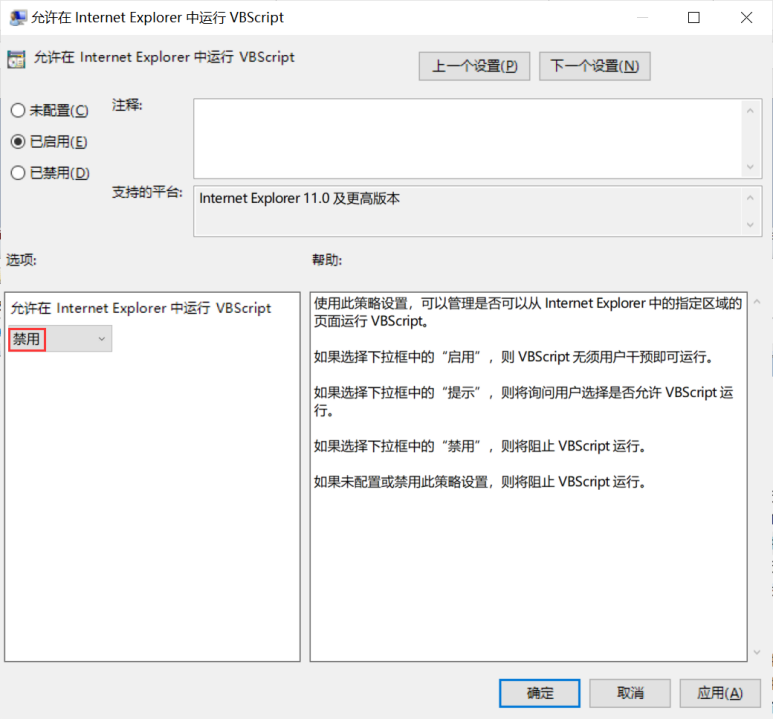 允许在 Internet Explorer 中运行 VBScript
允许在 Internet Explorer 中运行 VBScript
上一个设置(P)
下一个设置(N)
未配置(C)
已启用(E)
已禁用(D)
注释:
支持的平台:
Internet Explorer 11.0 及更高版本
选项:
帮助:
允许在 Internet Explorer 中运行 VBScript
禁用
使用此策略设置，可以管理是否可以从 Internet Explorer 中的指定区域的
页面运行 VBScript。
如果选择下拉框中的“启用”，则 VBScript 无须用户干预即可运行。
如果选择下拉框中的“提示”，则将询问用户选择是否允许 VBScript 运
行。
如果选择下拉框中的“禁用”，则将阻止 VBScript 运行。
如果未配置或禁用此策略设置，则将阻止 VBScript 运行。
确定
取消
应用(A)